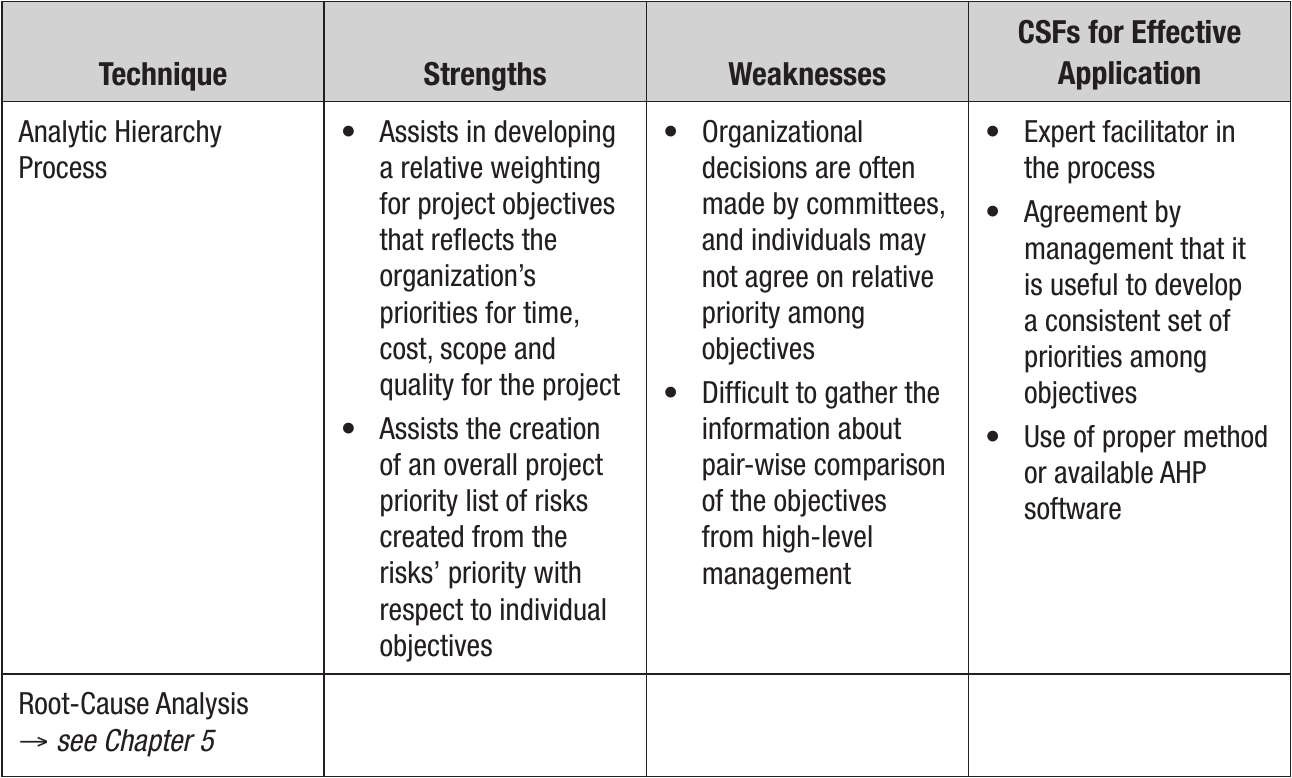 Technique
Strengths
Weaknesses
CSFs for Effective
Application
Analytic Hierarchy
Process
• Assists in developing
a relative weighting
for project objectives
that reflects the
organization’s
priorities for time,
cost, scope and
quality for the project
• Assists the creation
of an overall project
priority list of risks
created from the
risks’ priority with
respect to individual
objectives
• Organizational
decisions are often
made by committees,
and individuals may
not agree on relative
priority among
objectives
• Difficult to gather the
information about
pair-wise comparison
of the objectives
from high-level
management
• Expert facilitator in
the process
• Agreement by
management that it
is useful to develop
a consistent set of
priorities among
objectives
• Use of proper method
or available AHP
software
Root-Cause Analysis
→ see Chapter 5